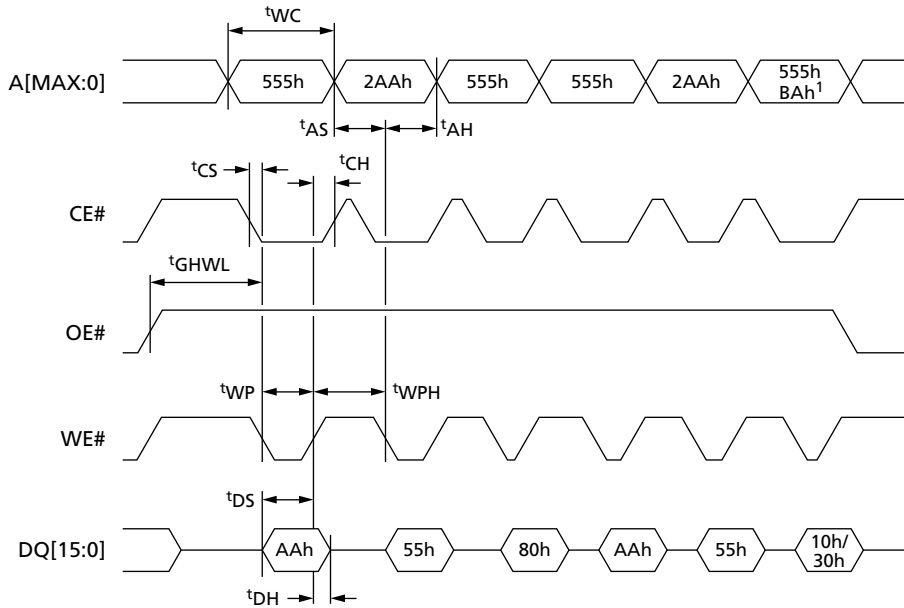 tWC
A[MAX:0] 555h 2AAh 555h 555h 2AAh 555h
BAh1
tAS tAH
tCS tCH
CE#
tGHWL
OE#
tWP tWPH
WE#
tDS
DQ[15:0] AAh 55h 80h AAh 55h 10h/
30h
tDH